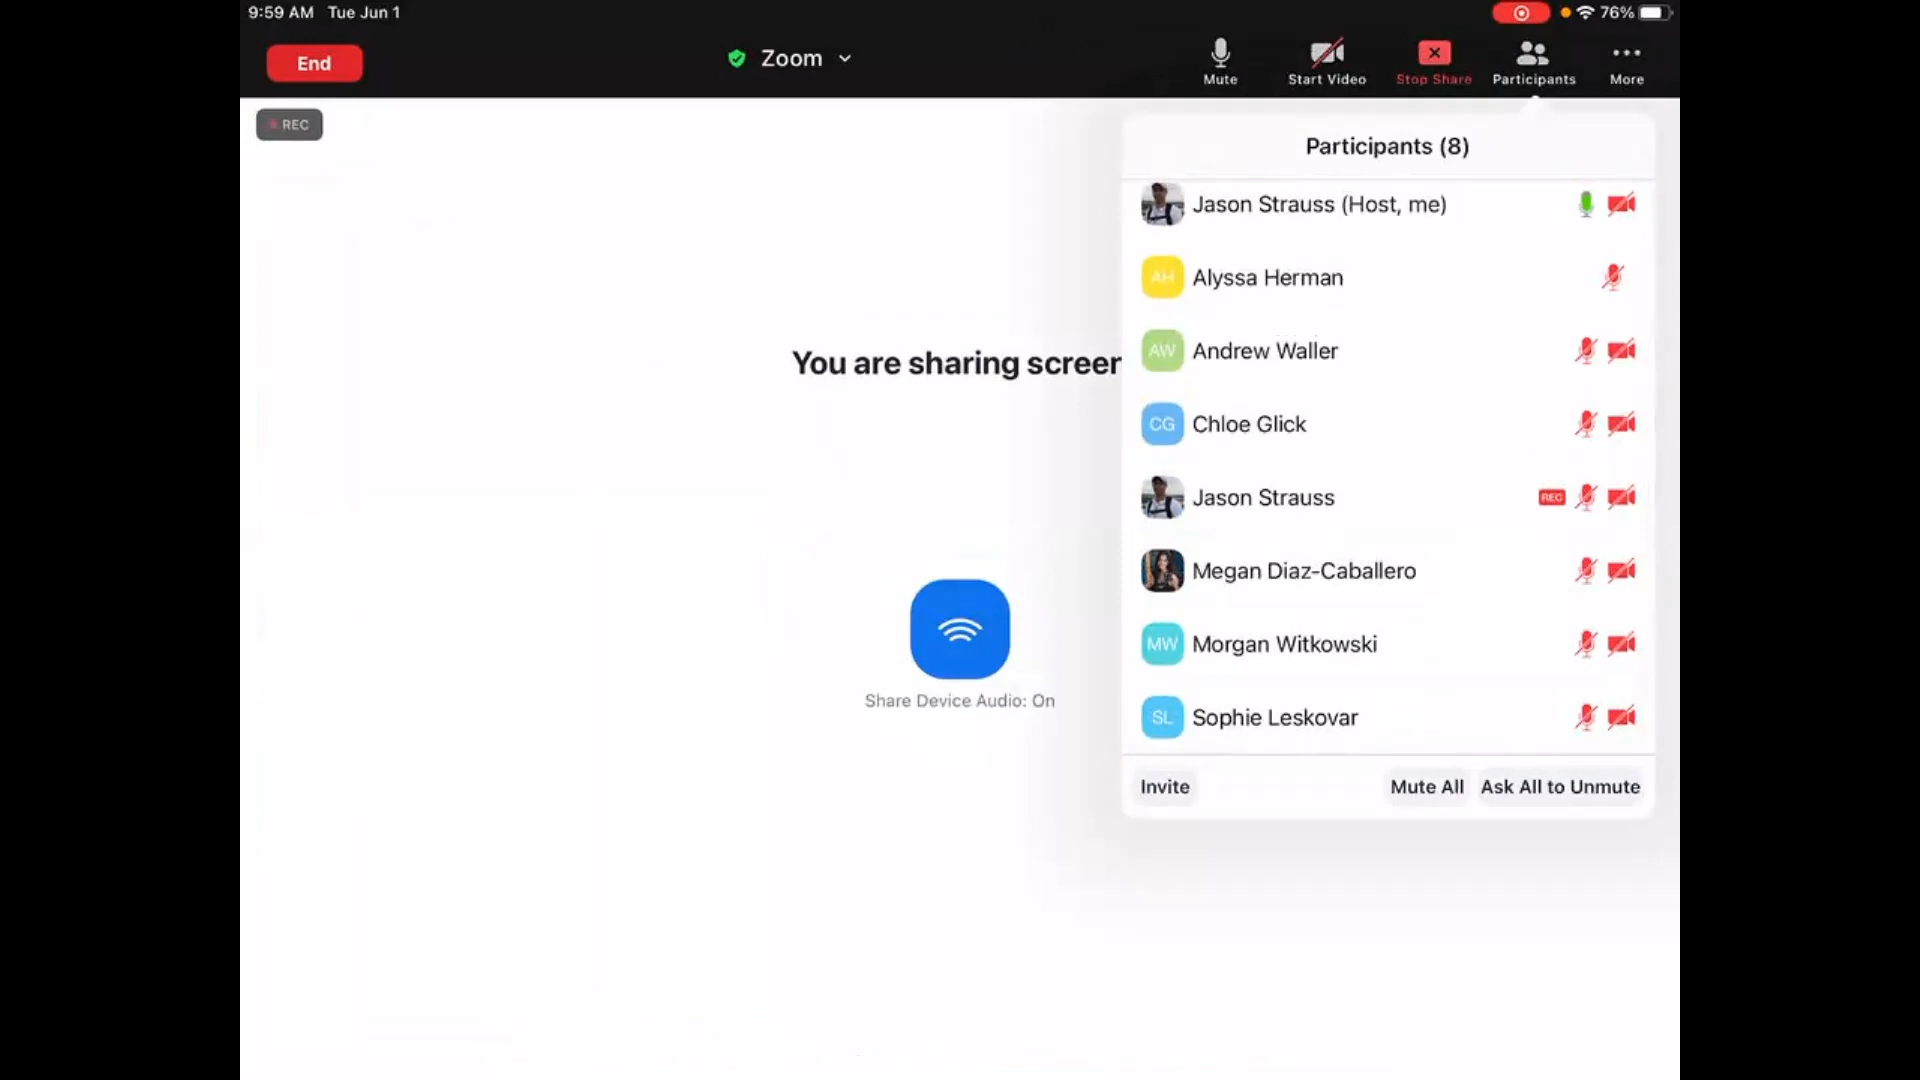 9:59 AM Tue Jun 1
76%
End
Zoom
Mute
Start Video
Stop Share
Participants
More
REC
Participants (8)
Jason Strauss (Host, me)
AH Alyssa Herman
AW Andrew Waller
You are sharing screen
CG Chloe Glick
Jason Strauss REC
Megan Diaz-Caballero
MW Morgan Witkowski
SL Sophie Leskovar
Share Device Audio: On
Invite
Mute All
Ask All to Unmute